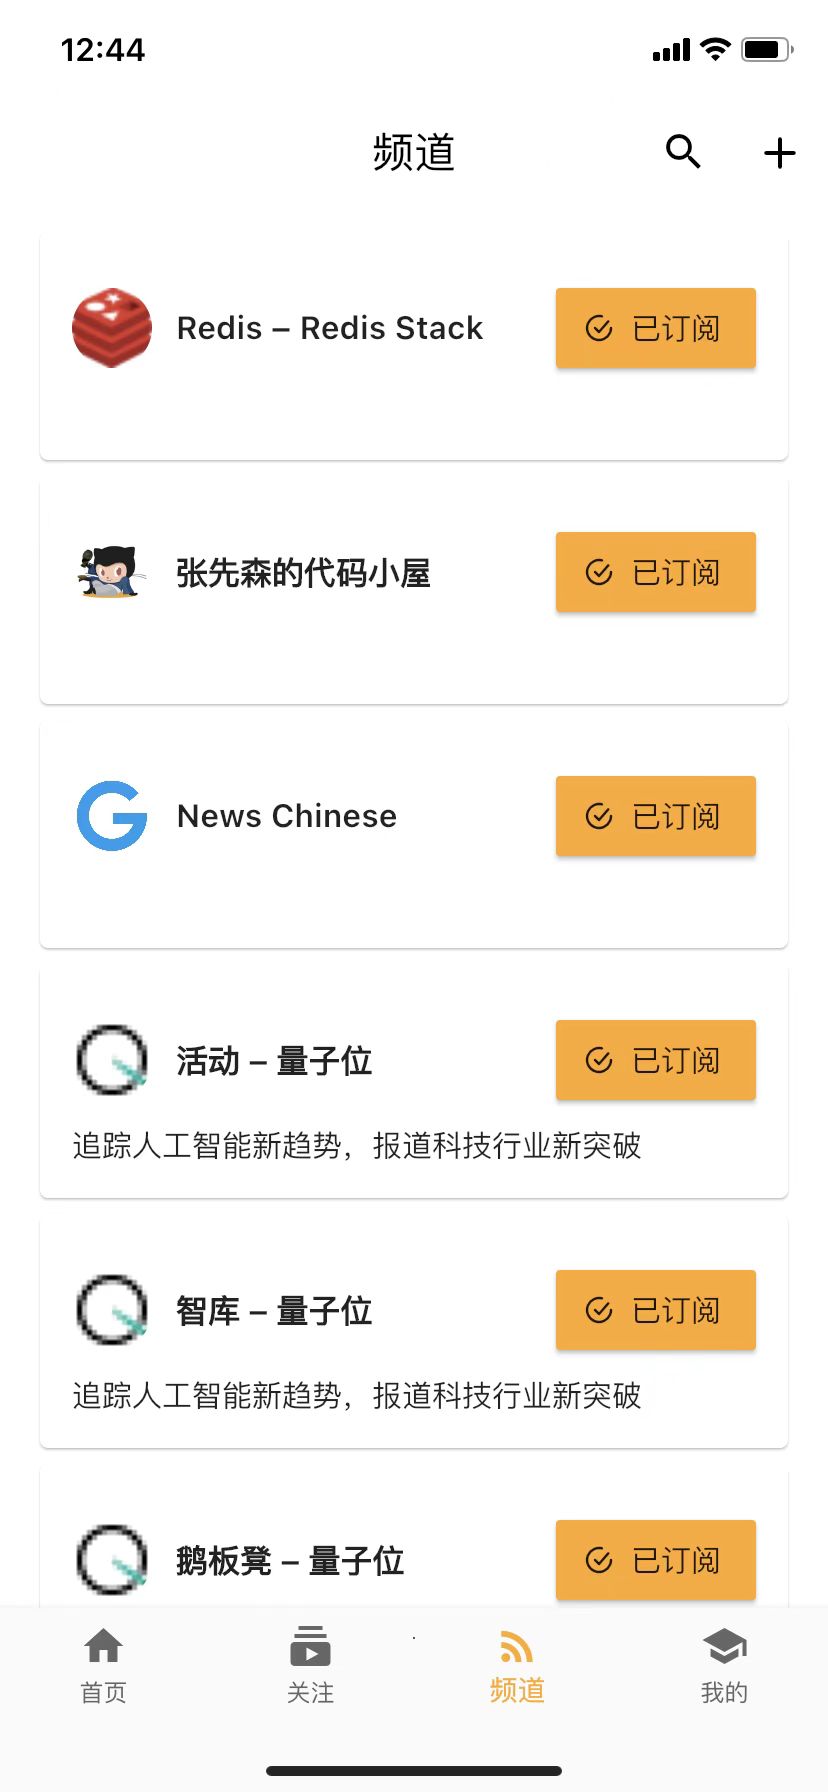 12:44
频道
Redis – Redis Stack
已订阅
张先森的代码小屋
已订阅
News Chinese
已订阅
活动 – 量子位
已订阅
追踪人工智能新趋势，报道科技行业新突破
智库 – 量子位
已订阅
追踪人工智能新趋势，报道科技行业新突破
鹅板凳 – 量子位
已订阅
首页
关注
频道
我的